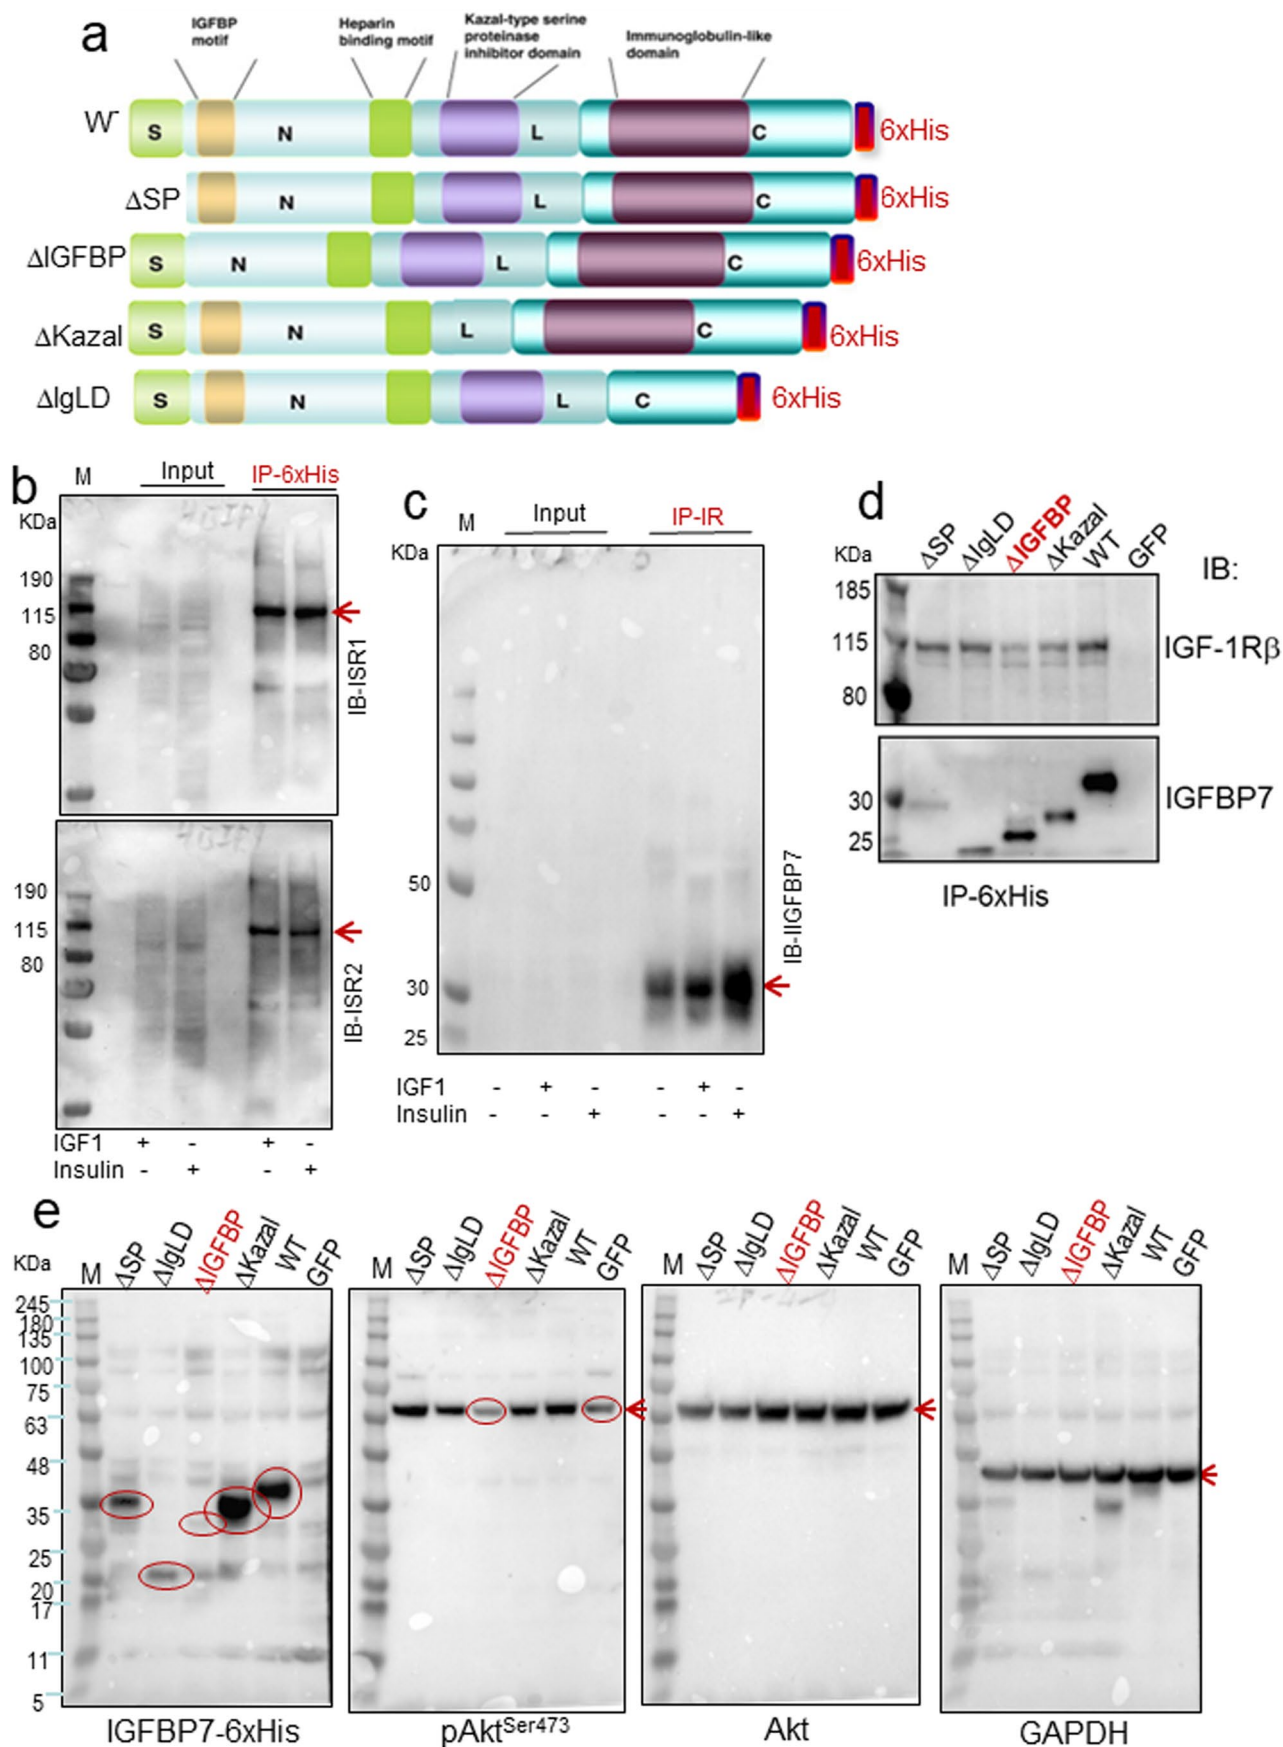 a
IGFBP
motif
Heparin
binding motif
Kazal-type serine
proteinase
inhibitor domain
Immunoglobulin-like
domain
W
S N L C 6xHis
ΔSP N L C 6xHis
ΔIGFBP S N L C 6xHis
ΔKazal S N L C 6xHis
ΔIgLD S N L C 6xHis
b
M Input IP-6xHis
KDa
190
115
80
IB-ISR1
190
115
80
IB-ISR2
IGF1 + - + -
Insulin - + - +
c
M Input IP-IR
KDa
50
30
25
IB-IIGFBP7
IGF1 - + - - + -
Insulin - - + - - +
d
KDa ΔSP ΔIgLD ΔIGFBP ΔKazal WT GFP IB:
185
115
80
IGF-1Rβ
30
25
IGFBP7
IP-6xHis
e
KDa
M ΔSP ΔIgLD ΔIGFBP ΔKazal WT GFP
245
180
135
100
75
63
48
35
25
20
17
11
5
IGFBP7-6xHis
M ΔSP ΔIgLD ΔIGFBP ΔKazal WT GFP
pAktSer473
M ΔSP ΔIgLD ΔIGFBP ΔKazal WT GFP
Akt
M ΔSP ΔIgLD ΔIGFBP ΔKazal WT GFP
GAPDH